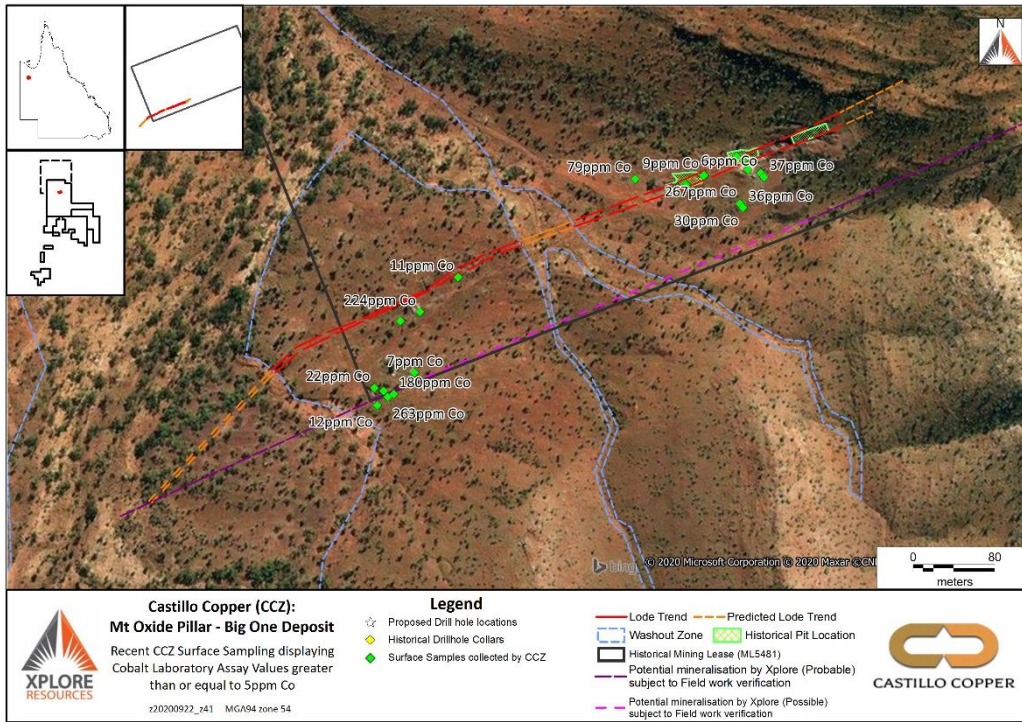 N
79ppm Co
9ppm Co
6ppm Co
37ppm Co
267ppm Co
36ppm Co
30ppm Co
11ppm Co
224ppm Co
7ppm Co
22ppm Co
180ppm Co
12ppm Co
263ppm Co
bing
© 2020 Microsoft Corporation © 2020 Maxar ©CN
0 80
meters
XPLORE
RESOURCES
Castillo Copper (CCZ):
Mt Oxide Pillar - Big One Deposit
Recent CCZ Surface Sampling displaying
Cobalt Laboratory Assay Values greater
than or equal to 5ppm Co
z20200922_z41 MGA94 zone 54
Legend
Proposed Drill hole locations
Historical Drillhole Collars
Surface Samples collected by CCZ
Lode Trend
Predicted Lode Trend
Washout Zone
Historical Pit Location
Historical Mining Lease (ML5481)
Potential mineralisation by Xplore (Probable)
subject to Field work verification
Potential mineralisation by Xplore (Possible)
subject to Field work verification
CASTILLO COPPER